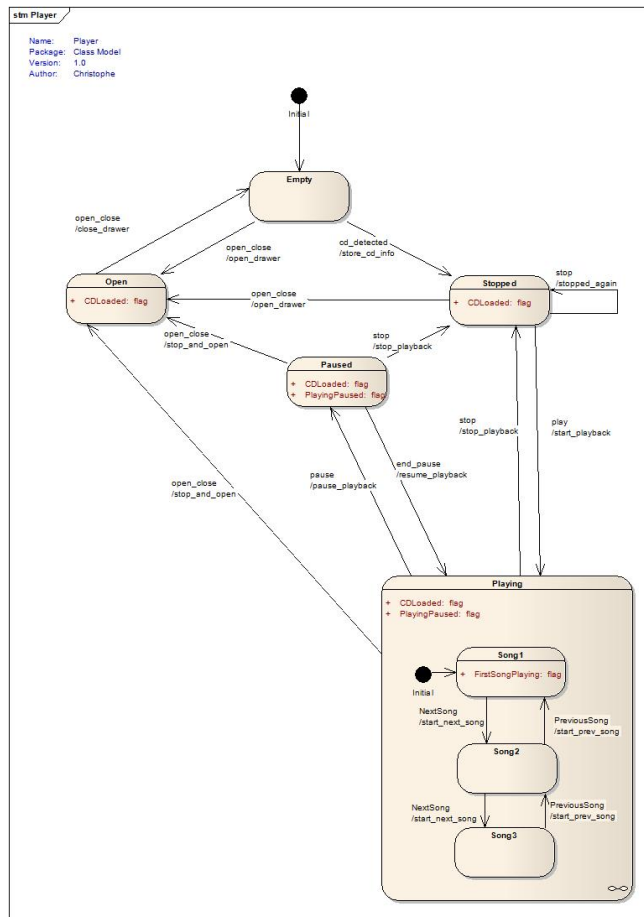 stm Player
Name: Player
Package: Class Model
Version: 1.0
Author: Christophe
Initial
Empty
open_close
/close_drawer
open_close
/open_drawer
cd_detected
/store_cd_info
Open
+ CDLoaded: flag
open_close
/open_drawer
Stopped
+ CDLoaded: flag
stop
/stopped_again
open_close
/stop_and_open
stop
/stop_playback
Paused
+ CDLoaded: flag
+ PlayingPaused: flag
stop
/stop_playback
play
/start_playback
pause
/pause_playback
end_pause
/resume_playback
open_close
/stop_and_open
Playing
+ CDLoaded: flag
+ PlayingPaused: flag
Song1
+ FirstSongPlaying: flag
Initial
NextSong
/start_next_song
PreviousSong
/start_prev_song
Song2
NextSong
/start_next_song
PreviousSong
/start_prev_song
Song3